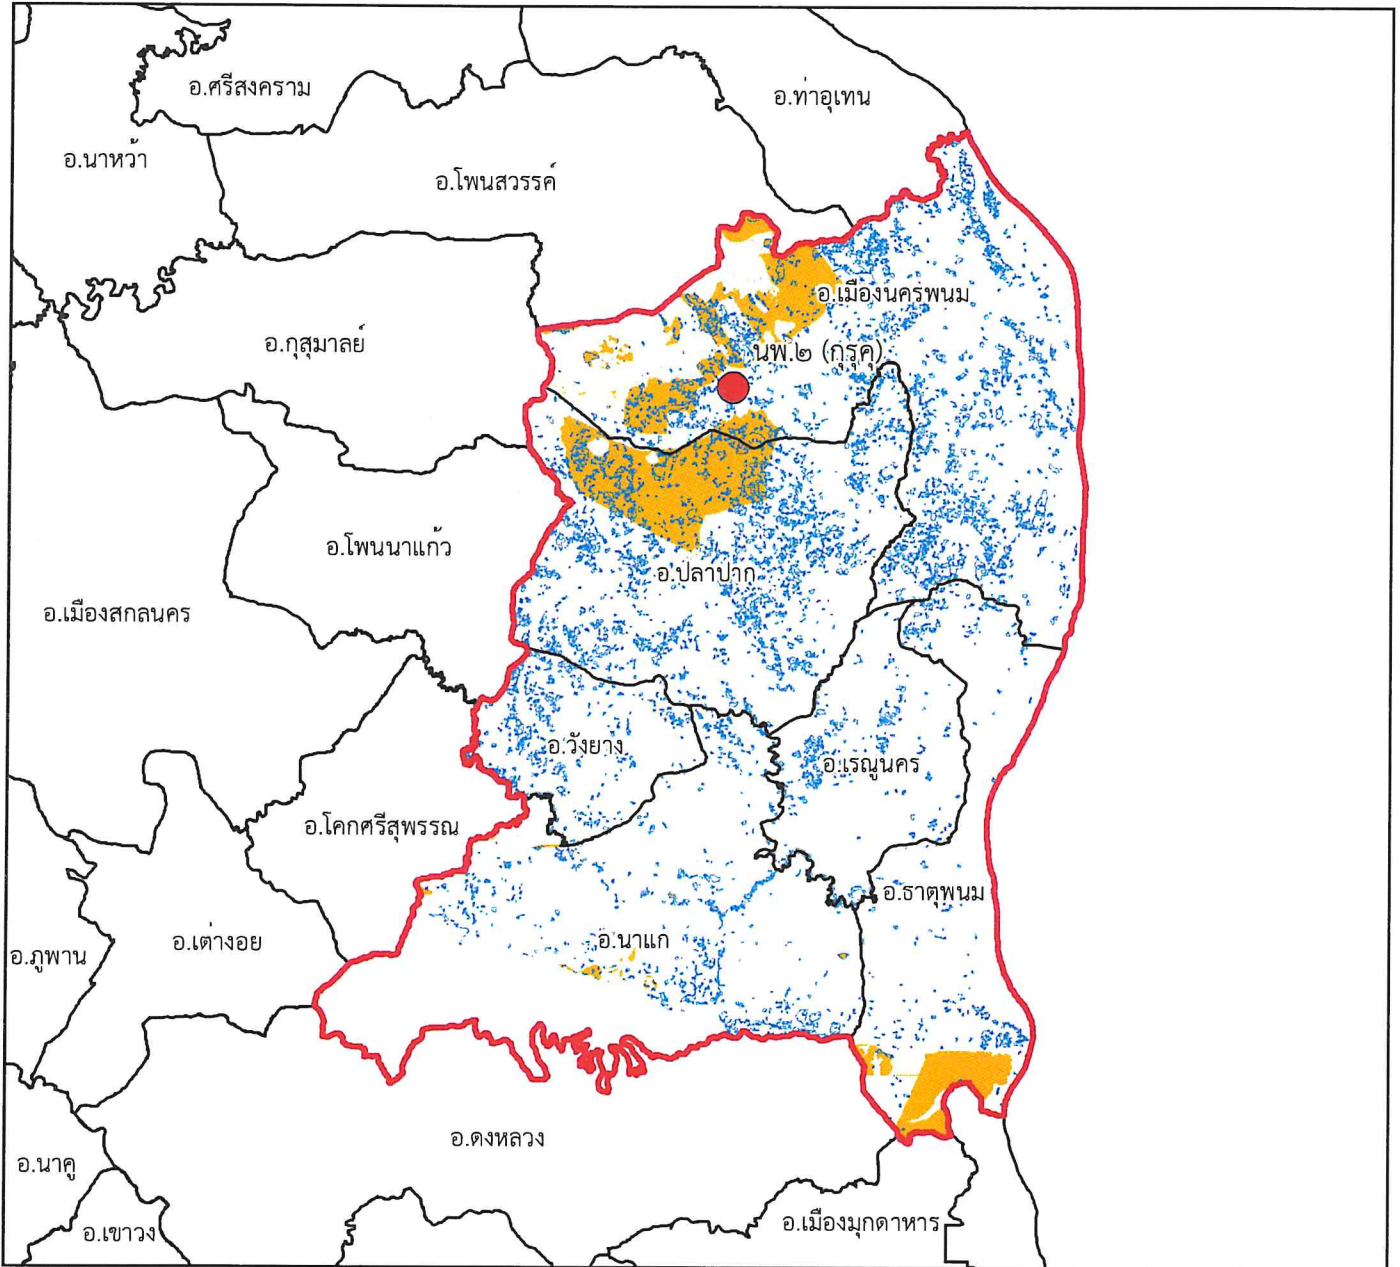 อ.ศรีสงคราม
อ.ท่าอุเทน
อ.นาหว้า
อ.โพนสวรรค์
อ.เมืองนครพนม
อ.กุสุมาลย์
นพ.๒ (กุรุคุ)
อ.โพนนาแก้ว
อ.ปลาปาก
อ.เมืองสกลนคร
อ.วังยาง
อ.เรณูนคร
อ.โคกศรีสุพรรณ
อ.ธาตุพนม
อ.เต่างอย
อ.นาแก
อ.ภูพาน
อ.ดงหลวง
อ.นาคู
อ.เมืองมุกดาหาร
อ.เขาวง